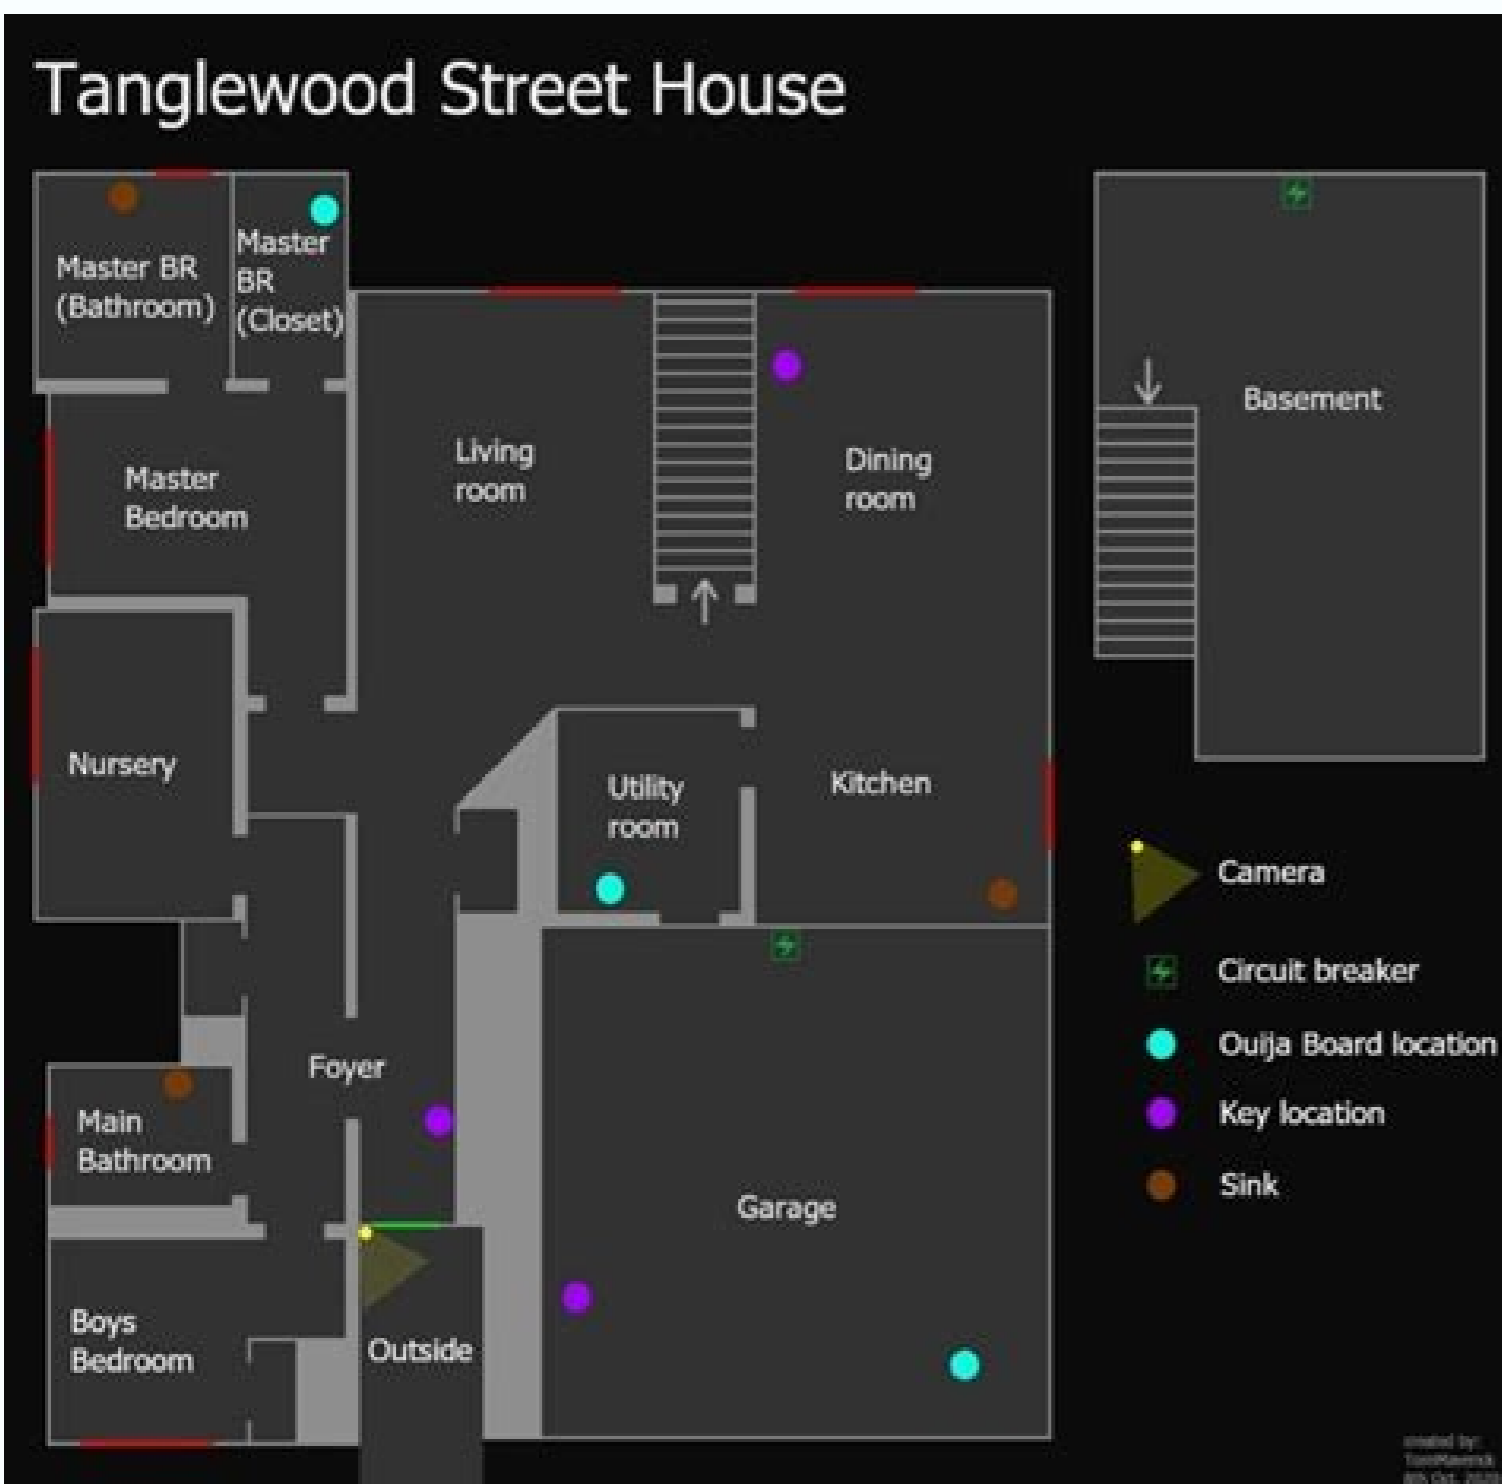 Tanglewood Street House
Master BR
(Bathroom)
Master
BR
(Closet)
Living
room
Dining
room
Basement
Master
Bedroom
Nursery
Utility
room
Kitchen
Camera
Circuit breaker
Ouija Board location
Key location
Sink
Foyer
Main
Bathroom
Garage
Boys
Bedroom
Outside
created by: